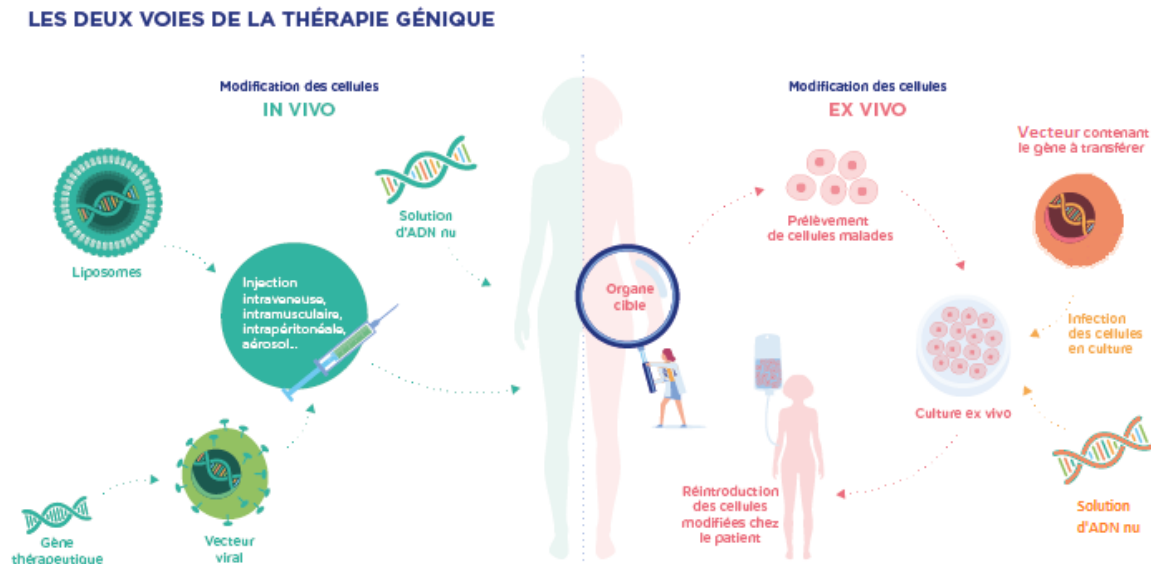 LES DEUX VOIES DE LA THÉRAPIE GÉNIQUE
Modification des cellules
IN VIVO
Liposomes
Solution
d'ADN nu
Injection
intraveineuse,
intramusculaire,
intrapéritonéale,
aérosol...
Gène
thérapeutique
Vecteur
viral
Organe
cible
Modification des cellules
EX VIVO
Prélèvement
de cellules malades
Vecteur contenant
le gène à transférer
Infection
des cellules
en culture
Culture ex vivo
Solution
d'ADN nu
Réintroduction
des cellules
modifiées chez
le patient